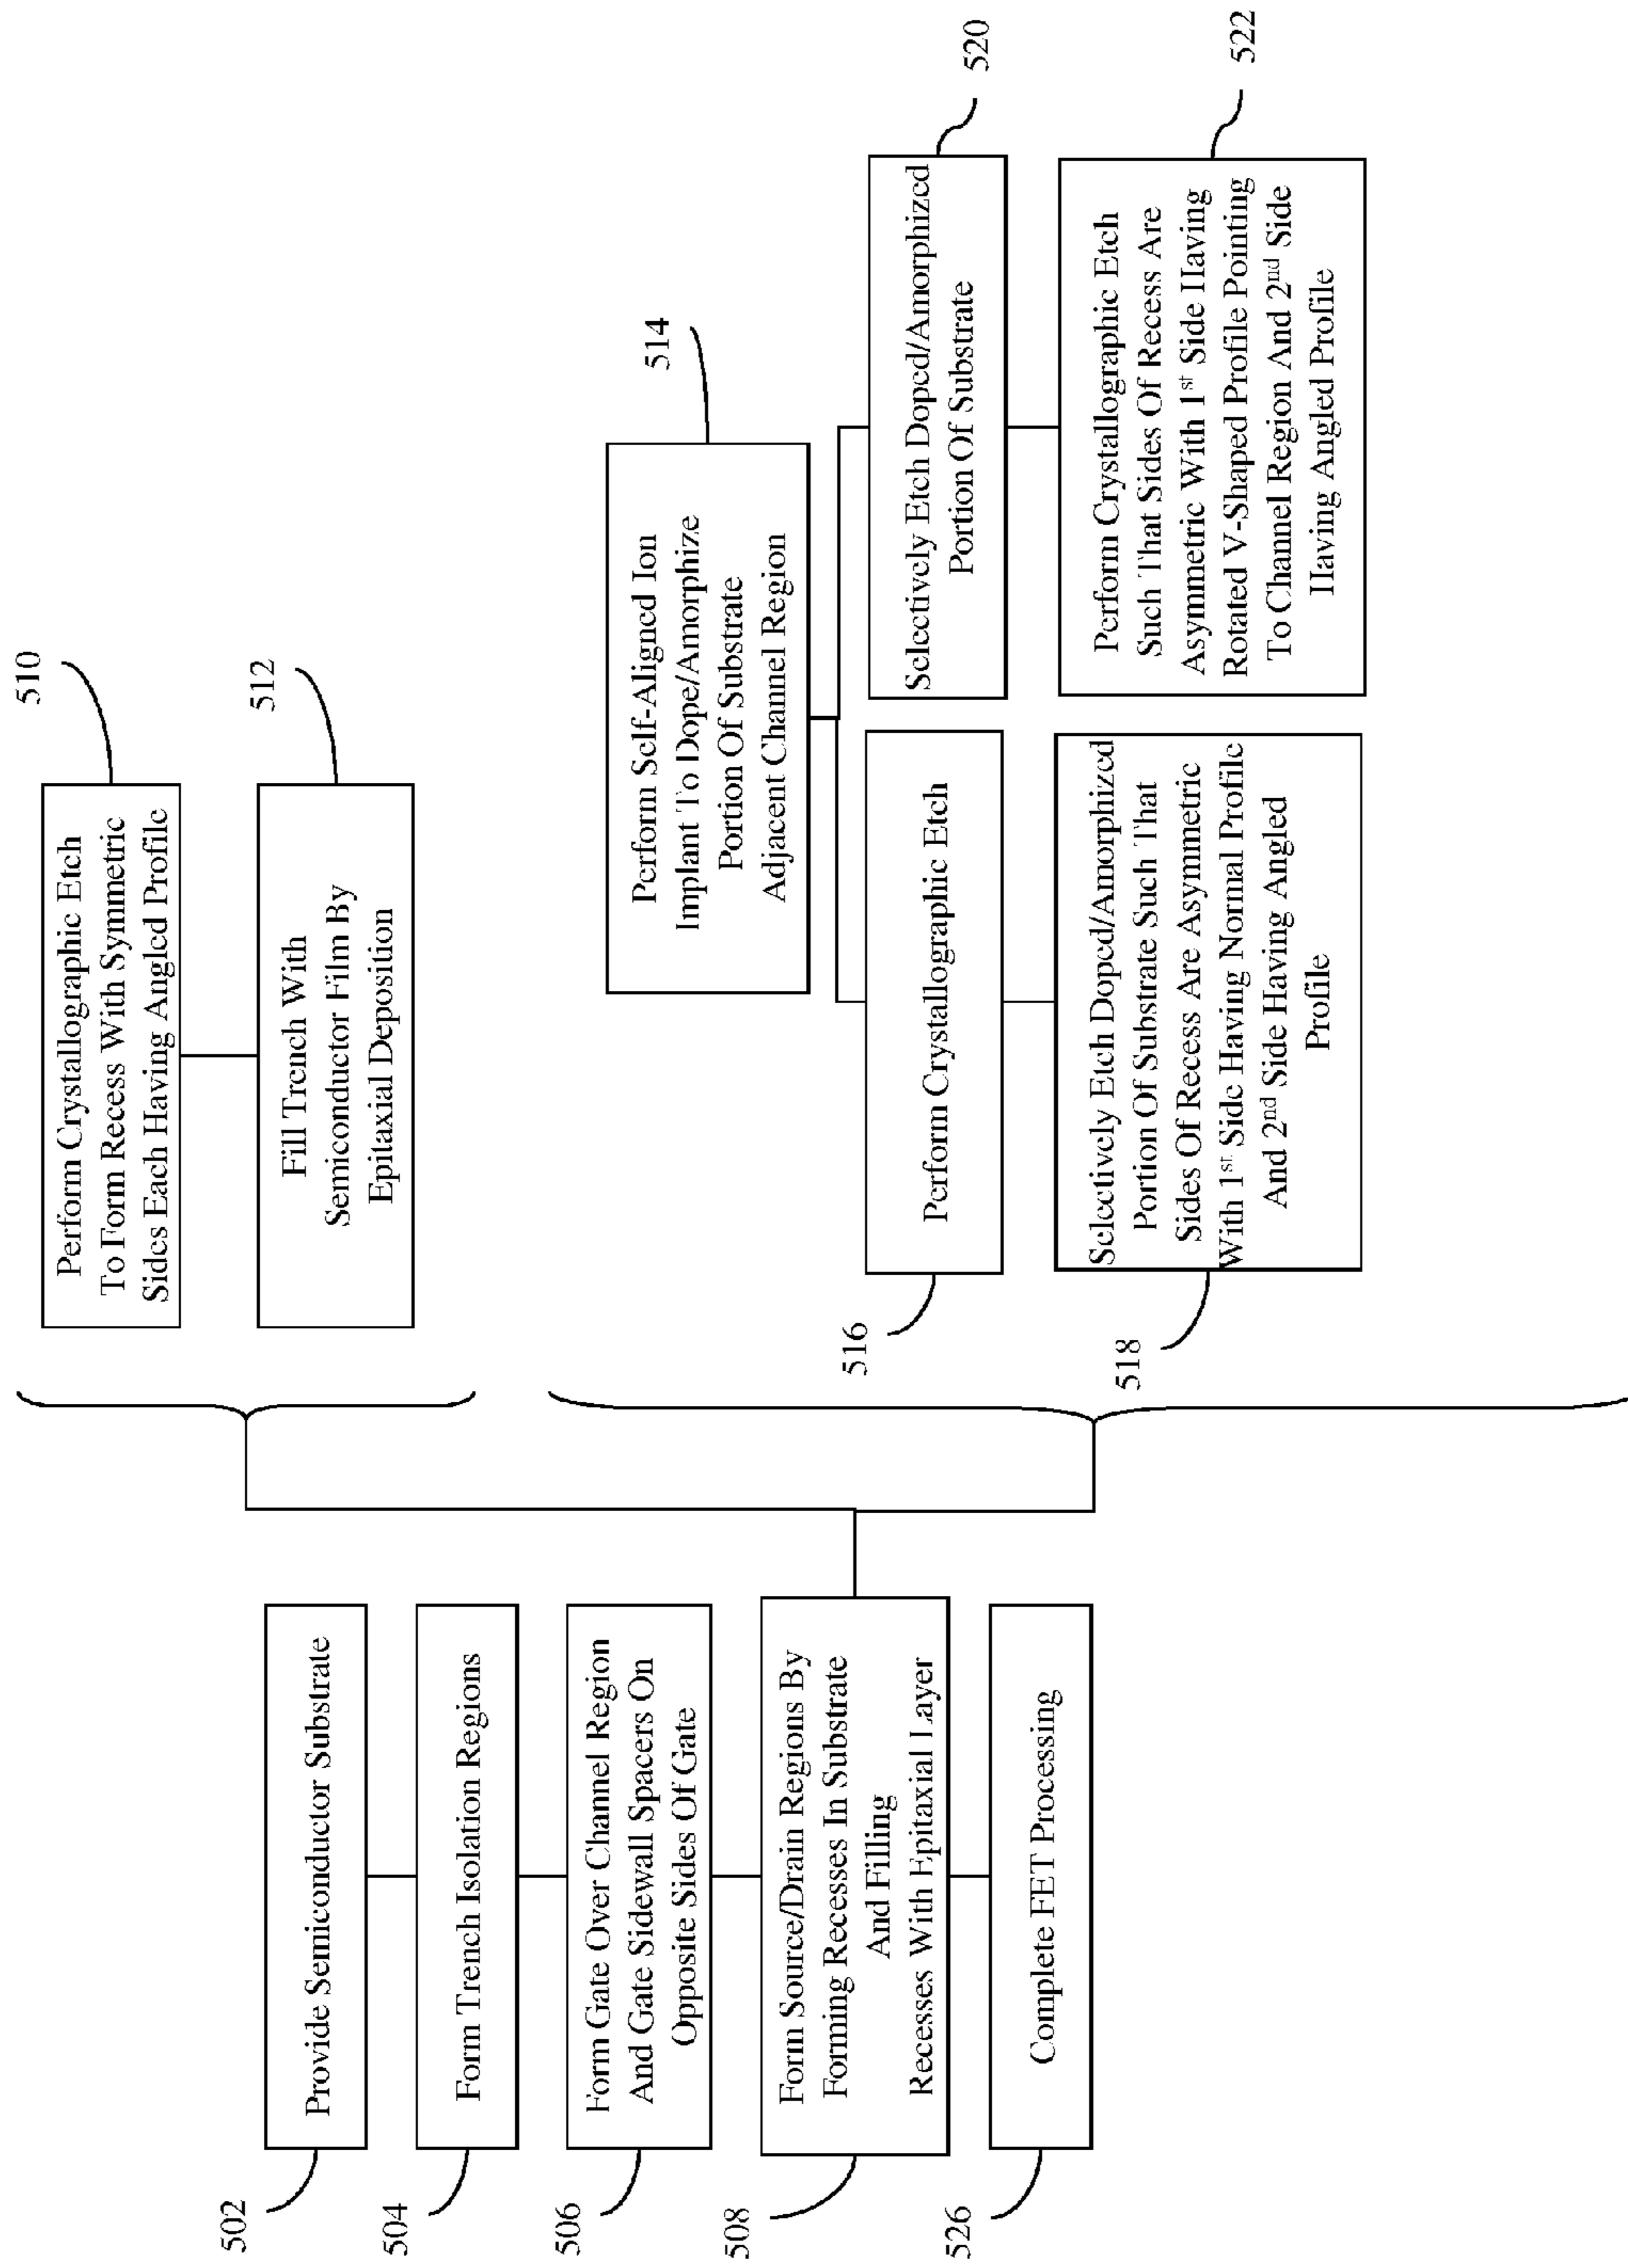 502
Provide Semiconductor Substrate
504
Form Trench Isolation Regions
506
Form Gate Over Channel Region
And Gate Sidewall Spacers On
Opposite Sides Of Gate
508
Form Source/Drain Regions By
Forming Recesses In Substrate
And Filling
Recesses With Epitaxial Layer
526
Complete FET Processing
510
Perform Crystallographic Etch
To Form Recess With Symmetric
Sides Each Having Angled Profile
512
Fill Trench With
Semiconductor Film By
Epitaxial Deposition
514
Perform Self-Aligned Ion
Implant To Dope/Amorphize
Portion Of Substrate
Adjacent Channel Region
516
Perform Crystallographic Etch
518
Selectively Etch Doped/Amorphized
Portion Of Substrate Such That
Sides Of Recess Are Asymmetric
With 1st Side Having Normal Profile
And 2nd Side Having Angled
Profile
520
Selectively Etch Doped/Amorphized
Portion Of Substrate
522
Perform Crystallographic Etch
Such That Sides Of Recess Are
Asymmetric With 1st Side Having
Rotated V-Shaped Profile Pointing
To Channel Region And 2nd Side
Having Angled Profile